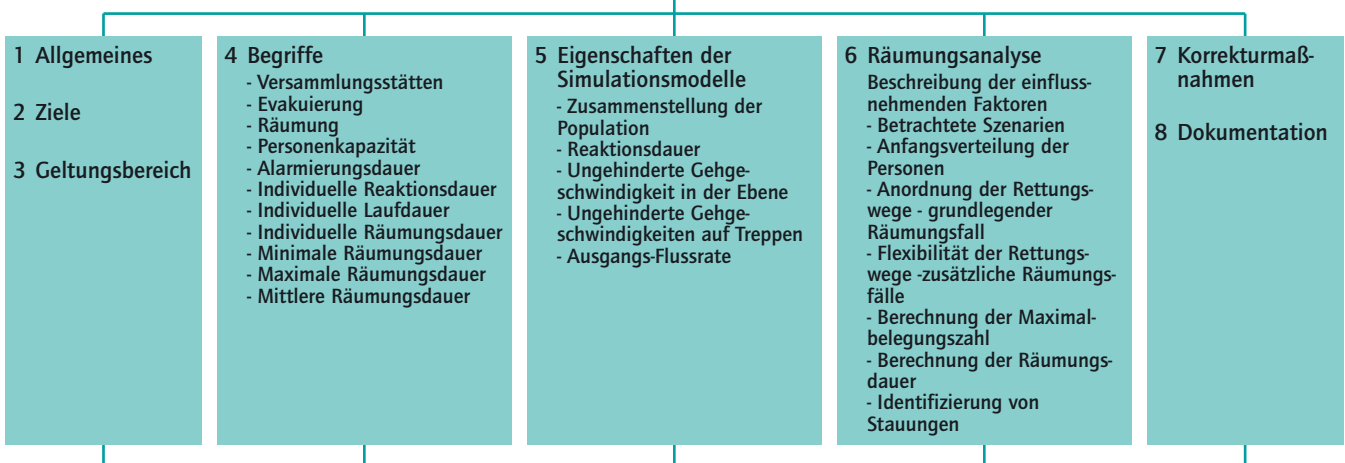 1 Allgemeines
2 Ziele
3 Geltungsbereich
4 Begriffe
- Versammlungsstätten
- Evakuierung
- Räumung
- Personenkapazität
- Alarmierungsdauer
- Individuelle Reaktionsdauer
- Individuelle Laufdauer
- Individuelle Räumungsdauer
- Minimale Räumungsdauer
- Maximale Räumungsdauer
- Mittlere Räumungsdauer
5 Eigenschaften der
Simulationsmodelle
- Zusammenstellung der
Population
- Reaktionsdauer
- Ungehinderte Gehge-
schwindigkeit in der Ebene
- Ungehinderte Gehge-
schwindigkeiten auf Treppen
- Ausgangs-Flussrate
6 Räumungsanalyse
Beschreibung der einfluss-
nehmenden Faktoren
- Betrachtete Szenarien
- Anfangsverteilung der
Personen
- Anordnung der Rettungs-
wege - grundlegender
Räumungsfall
- Flexibilität der Rettungs-
wege -zusätzliche Räumungs-
fälle
- Berechnung der Maximal-
belegungszahl
- Berechnung der Räumungs-
dauer
- Identifizierung von
Stauungen
7 Korrekturmaß-
nahmen
8 Dokumentation